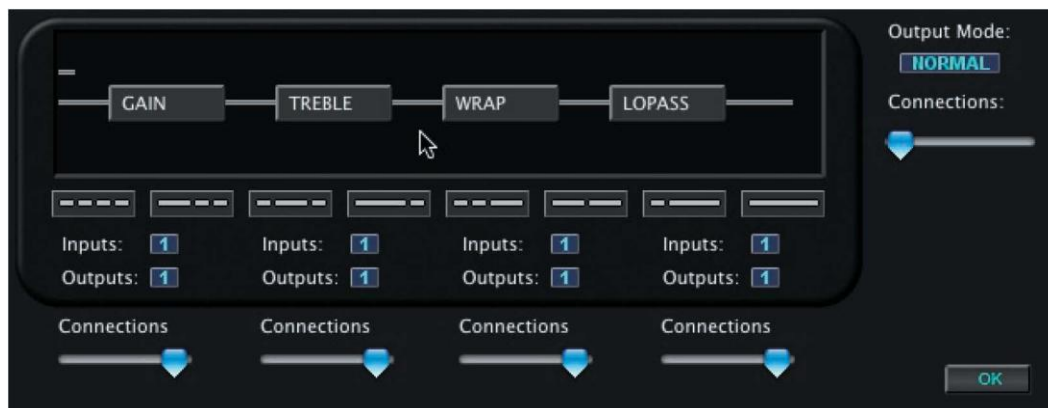 Output Mode:
NORMAL
Connections:
GAIN TREBLE WRAP LOPASS
Inputs: 1 Inputs: 1 Inputs: 1 Inputs: 1
Outputs: 1 Outputs: 1 Outputs: 1 Outputs: 1
Connections Connections Connections Connections
OK